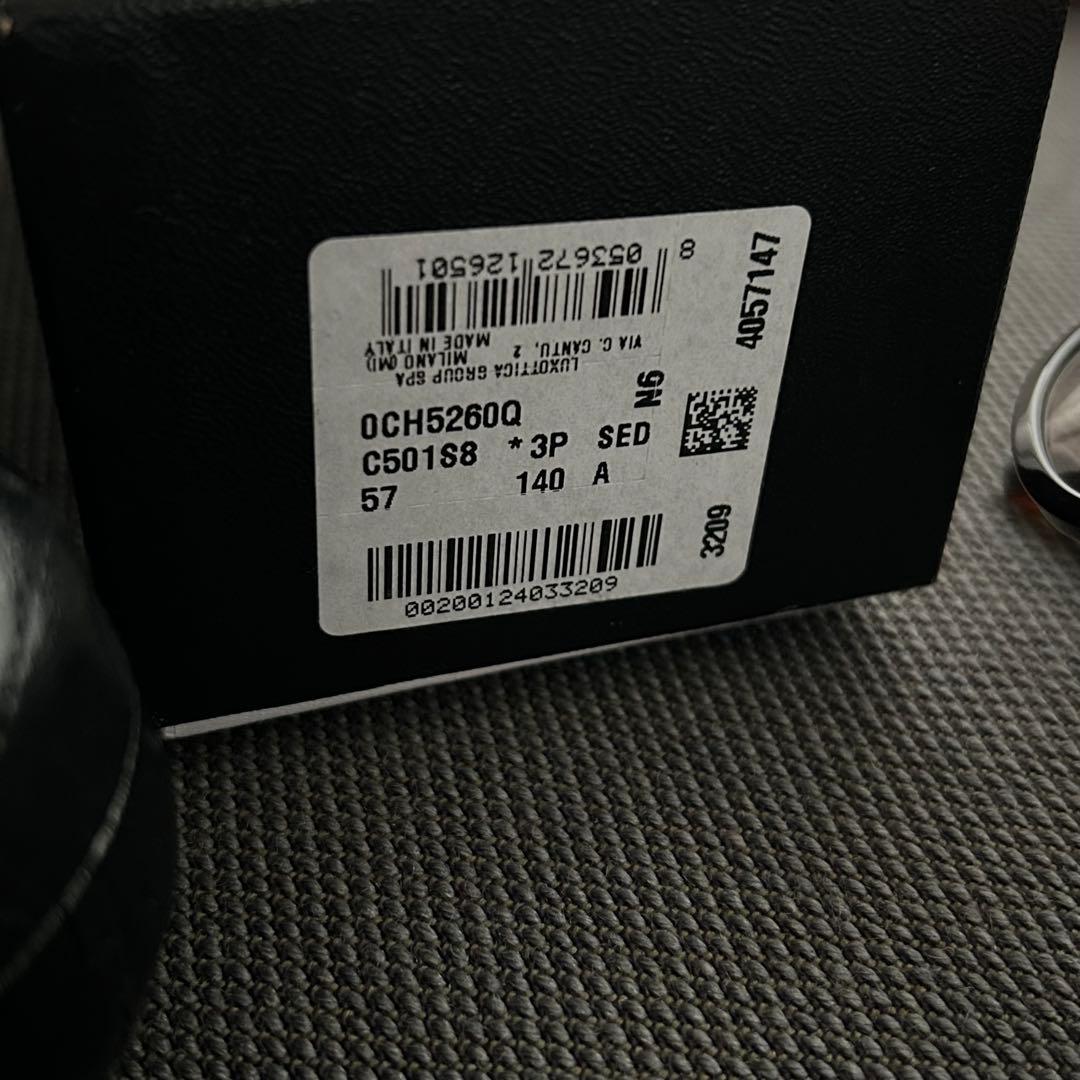 8 053672 126501
LUXOTTICA GROUP SPA
VIA C. CANTU, 2 MILANO (MI)
MADE IN ITALY
0CH5260Q
C501S8 * 3P SED
57 140 A
N6
4057147
3209
00200124033209